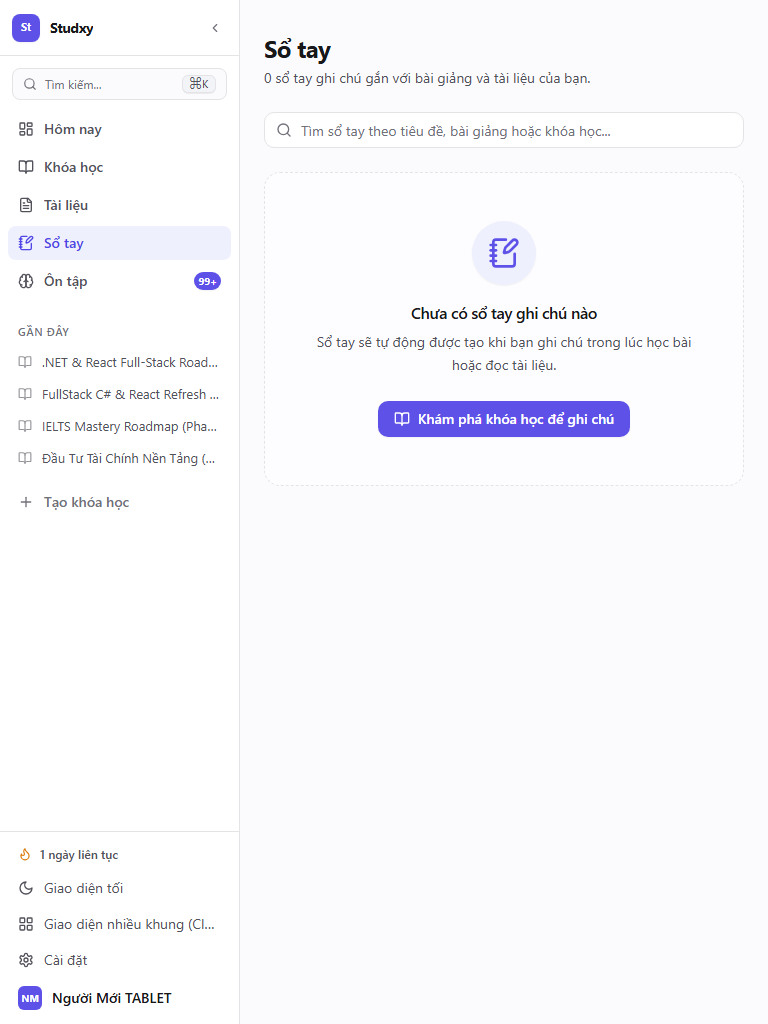 St Studxy
Tìm kiếm... ⌘K
Hôm nay
Khóa học
Tài liệu
Sổ tay
Ôn tập 99+
GẦN ĐÂY
.NET & React Full-Stack Road...
FullStack C# & React Refresh ...
IELTS Mastery Roadmap (Pha...
Đầu Tư Tài Chính Nền Tảng (...
Tạo khóa học
1 ngày liên tục
Giao diện tối
Giao diện nhiều khung (Cl...
Cài đặt
NM Người Mới TABLET
Sổ tay
0 sổ tay ghi chú gắn với bài giảng và tài liệu của bạn.
Tìm sổ tay theo tiêu đề, bài giảng hoặc khóa học...
Chưa có sổ tay ghi chú nào
Sổ tay sẽ tự động được tạo khi bạn ghi chú trong lúc học bài
hoặc đọc tài liệu.
Khám phá khóa học để ghi chú